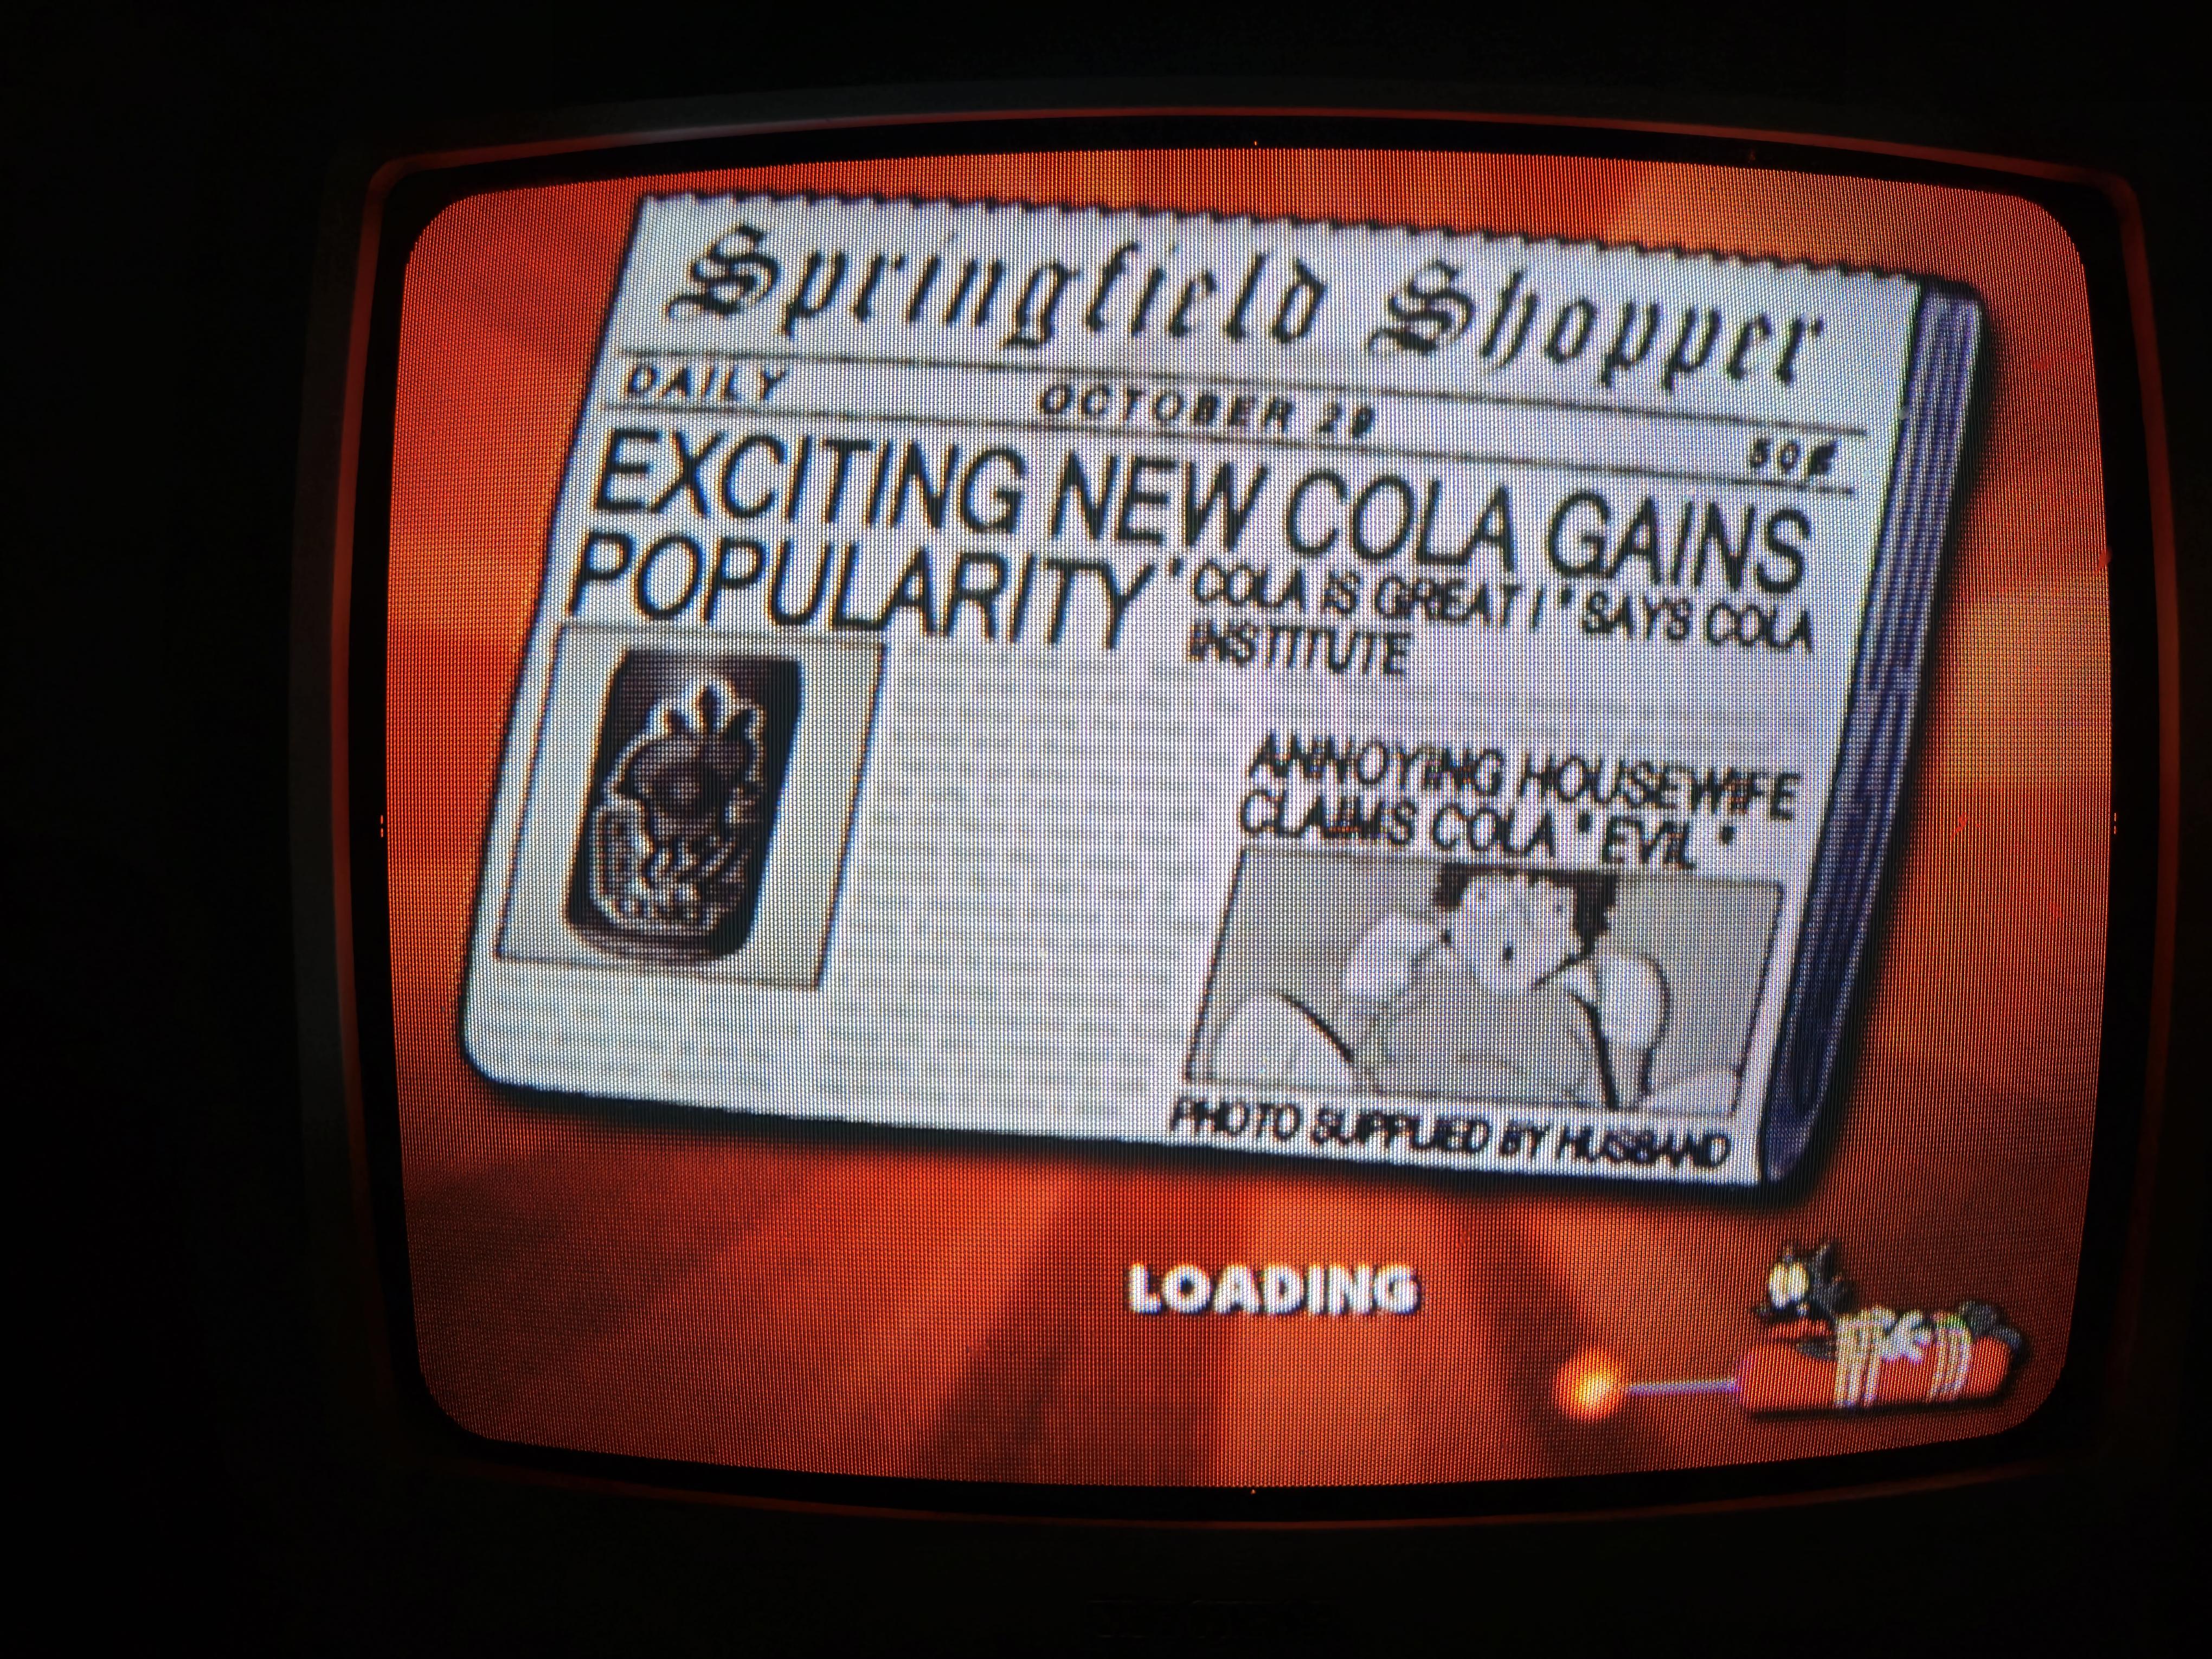 Springfield Shopper
DAILY OCTOBER 29 50¢
EXCITING NEW COLA GAINS
POPULARITY "COLA IS GREAT!" SAYS COLA
INSTITUTE
ANNOYING HOUSEWIFE
CLAIMS COLA "EVIL"
PHOTO SUPPLIED BY HUSBAND
LOADING